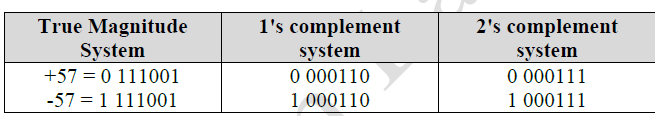 True Magnitude System 1's complement system 2's complement system
+57 = 0 111001 0 000110 0 000111
-57 = 1 111001 1 000110 1 000111